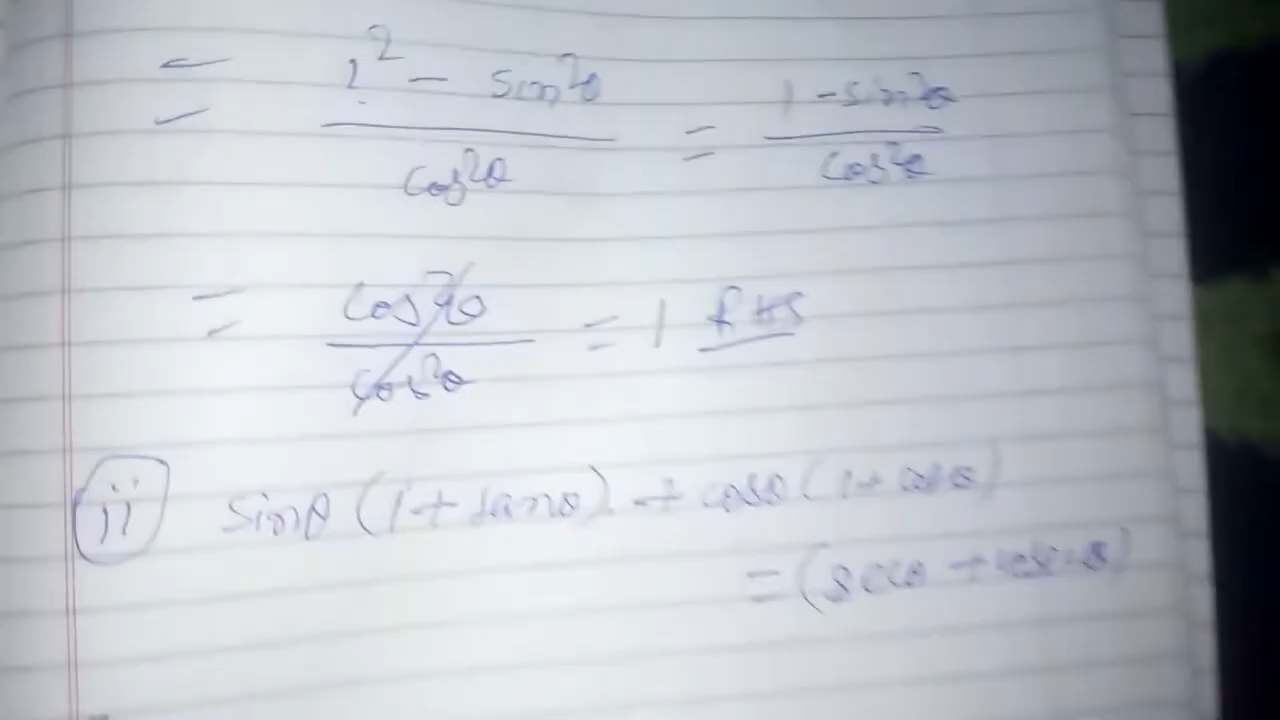 = 1² - sin²θ / cos²θ = 1 - sin²θ / cos²θ
= cos²θ / cos²θ = 1 RHS
(ii) sinθ (1 + tanθ) + cosθ (1 + cotθ)
= (secθ + cosecθ)